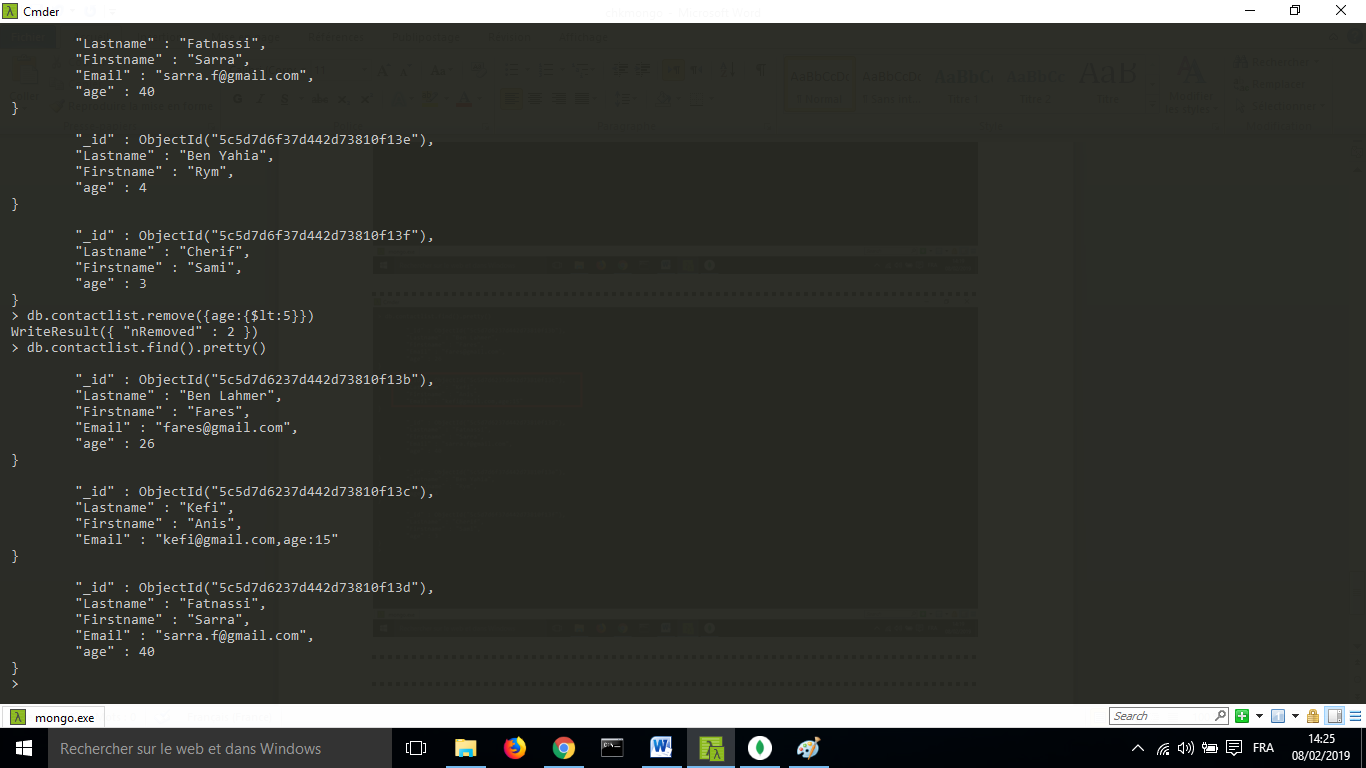 Cmder
"Lastname" : "Fatnassi",
"Firstname" : "Sarra",
"Email" : "sarra.f@gmail.com",
"age" : 40
}
"_id" : ObjectId("5c5d7d6f37d442d73810f13e"),
"Lastname" : "Ben Yahia",
"Firstname" : "Rym",
"age" : 4
}
"_id" : ObjectId("5c5d7d6f37d442d73810f13f"),
"Lastname" : "Cherif",
"Firstname" : "Sami",
"age" : 3
}
> db.contactlist.remove({age:{$lt:5}})
WriteResult({ "nRemoved" : 2 })
> db.contactlist.find().pretty()
"_id" : ObjectId("5c5d7d6237d442d73810f13b"),
"Lastname" : "Ben Lahmer",
"Firstname" : "Fares",
"Email" : "fares@gmail.com",
"age" : 26
}
"_id" : ObjectId("5c5d7d6237d442d73810f13c"),
"Lastname" : "Kefi",
"Firstname" : "Anis",
"Email" : "kefi@gmail.com,age:15"
}
"_id" : ObjectId("5c5d7d6237d442d73810f13d"),
"Lastname" : "Fatnassi",
"Firstname" : "Sarra",
"Email" : "sarra.f@gmail.com",
"age" : 40
}
>
mongo.exe
Search
Rechercher sur le web et dans Windows
FRA
14:25
08/02/2019